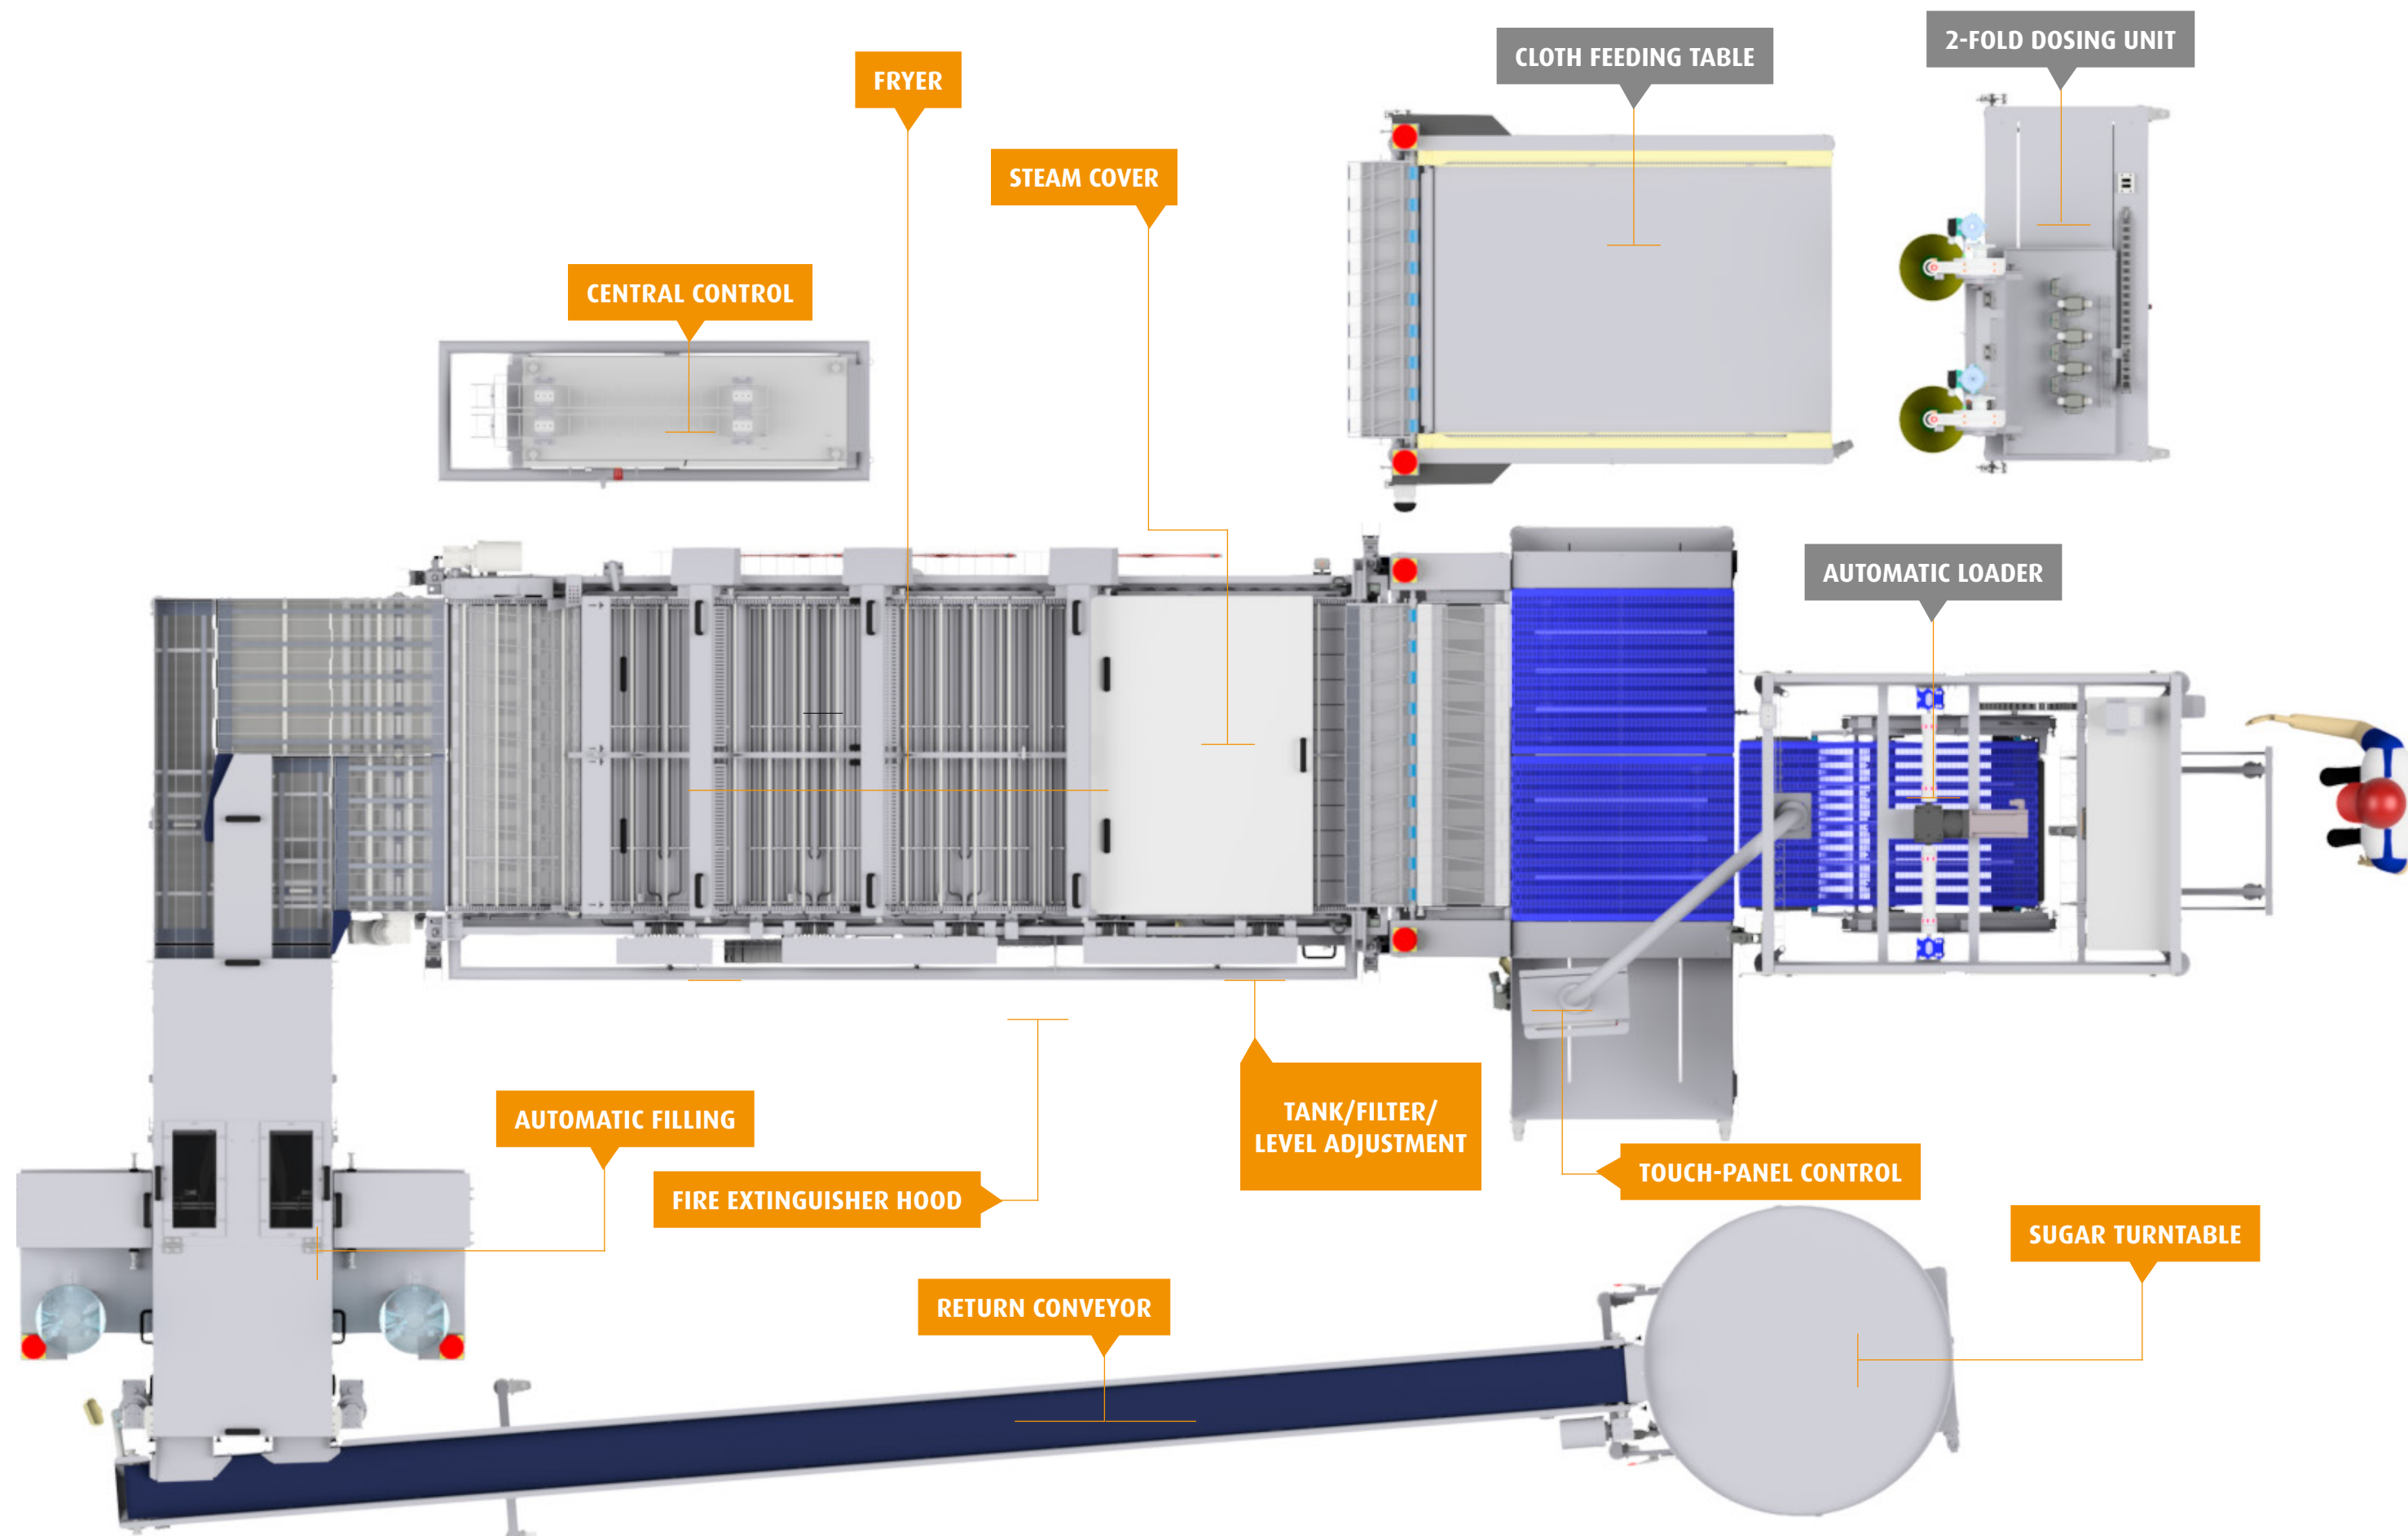 2-FOLD DOSING UNIT
CLOTH FEEDING TABLE
FRYER
STEAM COVER
CENTRAL CONTROL
AUTOMATIC LOADER
AUTOMATIC FILLING
TANK/FILTER/
LEVEL ADJUSTMENT
TOUCH-PANEL CONTROL
FIRE EXTINGUISHER HOOD
SUGAR TURNTABLE
RETURN CONVEYOR